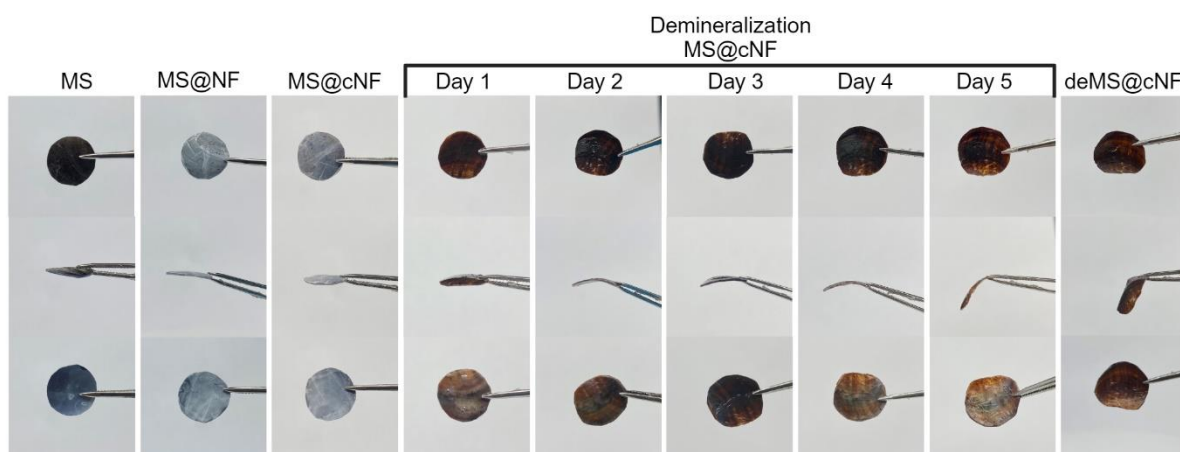 Demineralization
MS@cNF
MS
MS@NF
MS@cNF
Day 1
Day 2
Day 3
Day 4
Day 5
deMS@cNF